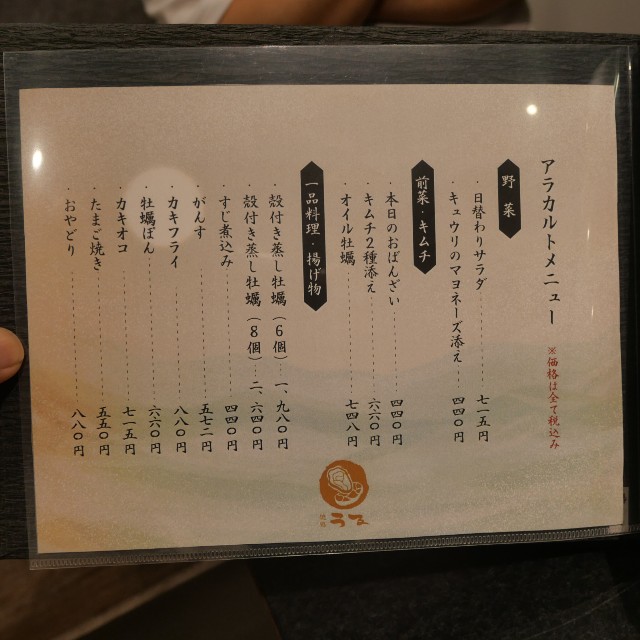 アラカルトメニュー
※価格は全て税込み
野菜
・日替わりサラダ 七一五円
・キュウリのマヨネーズ添え 四四〇円
前菜・キムチ
・本日のおばんざい 四四〇円
・キムチ2種添え 六六〇円
・オイル牡蠣 七四八円
一品料理・揚げ物
・殻付き蒸し牡蠣(6個) 一、九八〇円
・殻付き蒸し牡蠣(8個) 二、六四〇円
・すじ煮込み 四四〇円
・がんす 五七二円
・カキフライ 八八〇円
・牡蠣ぽん 六六〇円
・カキオコ 七一五円
・たまご焼き 五五〇円
・おやどり 八八〇円